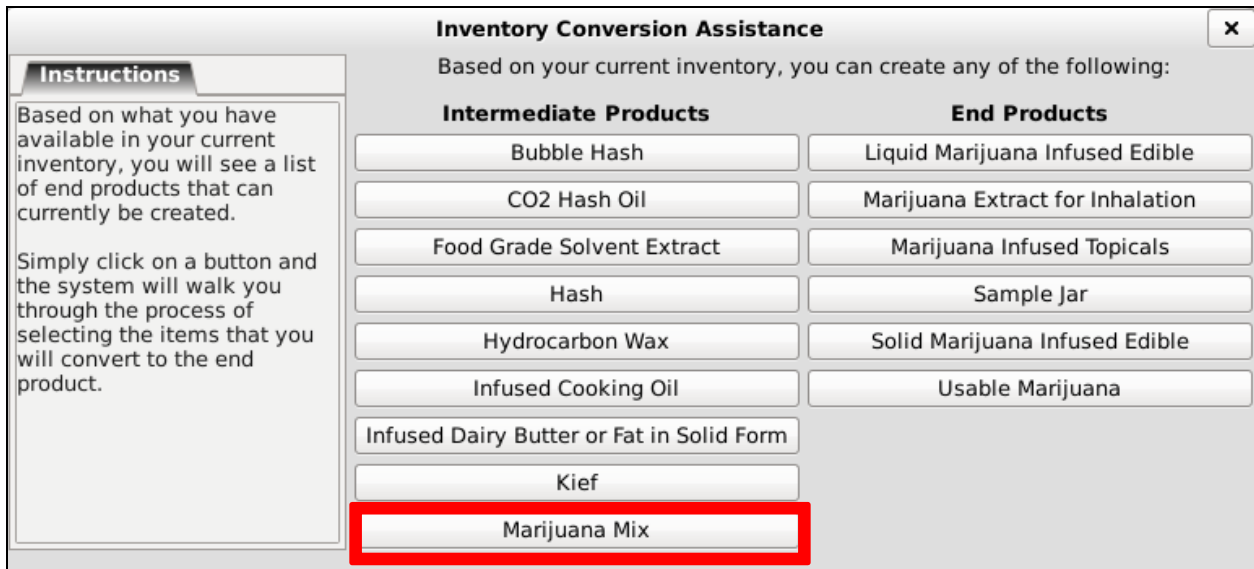 Inventory Conversion Assistance
x
Instructions
Based on what you have
available in your current
inventory, you will see a list
of end products that can
currently be created.
Simply click on a button and
the system will walk you
through the process of
selecting the items that you
will convert to the end
product.
Based on your current inventory, you can create any of the following:
Intermediate Products
Bubble Hash
CO2 Hash Oil
Food Grade Solvent Extract
Hash
Hydrocarbon Wax
Infused Cooking Oil
Infused Dairy Butter or Fat in Solid Form
Kief
Marijuana Mix
End Products
Liquid Marijuana Infused Edible
Marijuana Extract for Inhalation
Marijuana Infused Topicals
Sample Jar
Solid Marijuana Infused Edible
Usable Marijuana